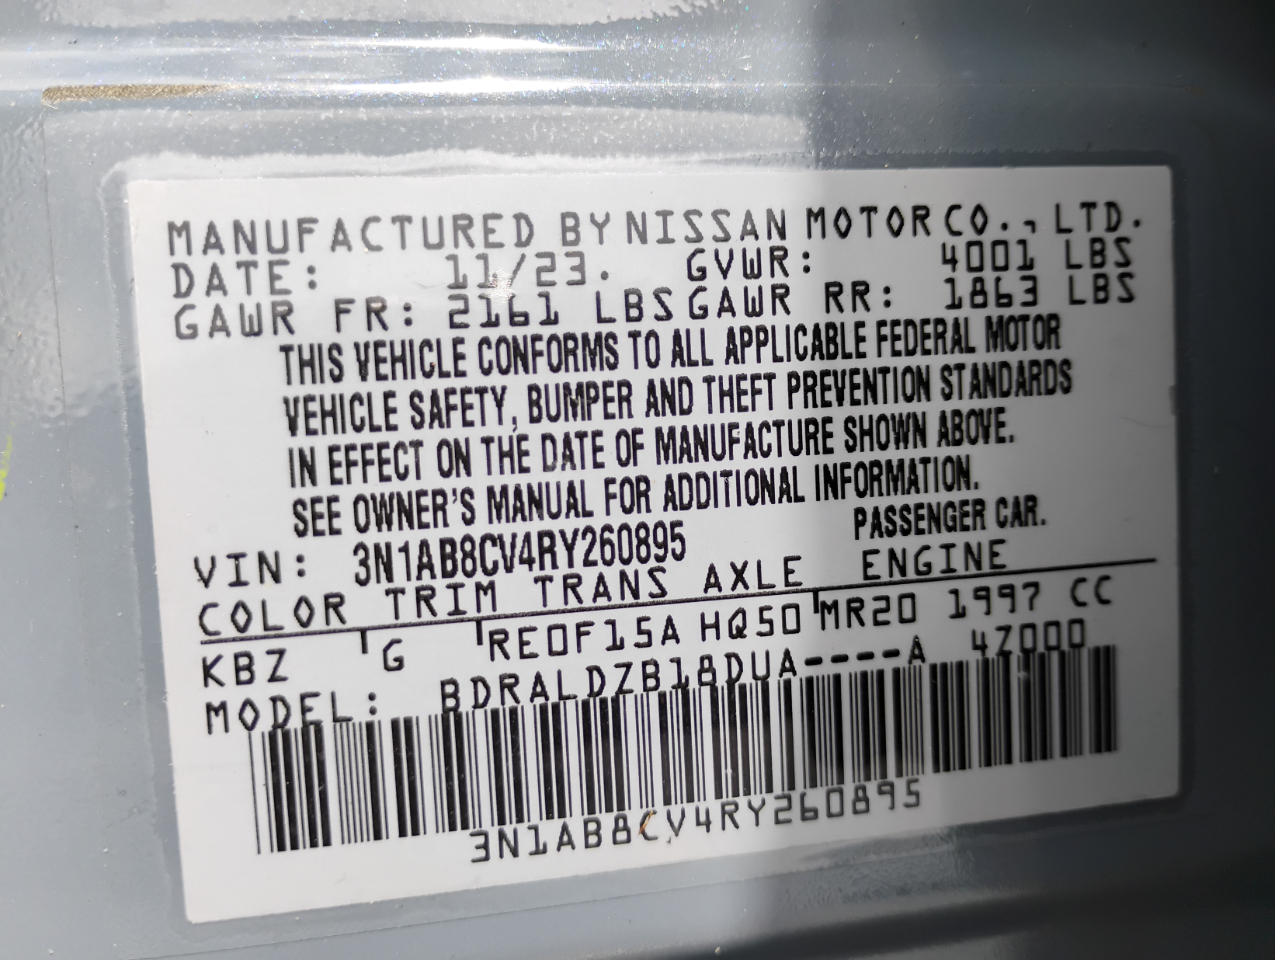 MANUFACTURED BY NISSAN MOTOR CO., LTD.
DATE: 11/23. GVWR: 4001 LBS
GAWR FR: 2161 LBS GAWR RR: 1863 LBS
THIS VEHICLE CONFORMS TO ALL APPLICABLE FEDERAL MOTOR
VEHICLE SAFETY, BUMPER AND THEFT PREVENTION STANDARDS
IN EFFECT ON THE DATE OF MANUFACTURE SHOWN ABOVE.
SEE OWNER'S MANUAL FOR ADDITIONAL INFORMATION.
VIN: 3N1AB8CV4RY260895 PASSENGER CAR.
COLOR TRIM TRANS AXLE ENGINE
KBZ G RE0F15A HQ50 MR20 1997 CC
MODEL: BDRALDZB18DUA----A 4Z000
3N1AB8CV4RY260895